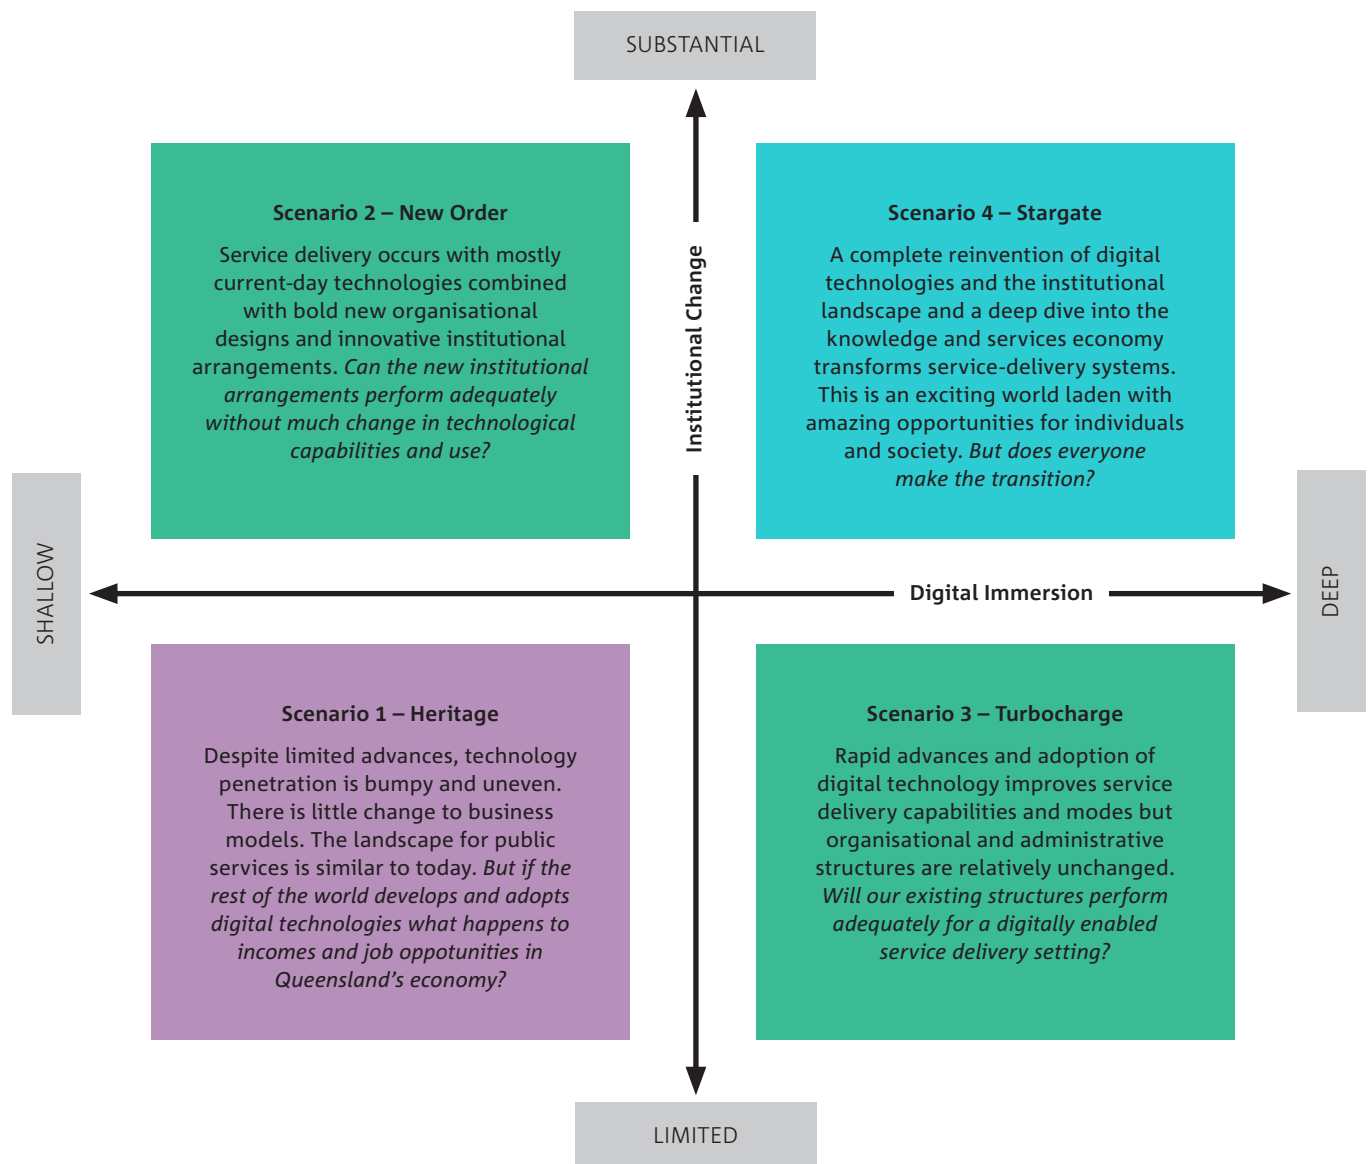 SUBSTANTIAL
Scenario 2 – New Order
Service delivery occurs with mostly
current-day technologies combined
with bold new organisational
designs and innovative institutional
arrangements. Can the new institutional
arrangements perform adequately
without much change in technological
capabilities and use?
Institutional Change
Scenario 4 – Stargate
A complete reinvention of digital
technologies and the institutional
landscape and a deep dive into the
knowledge and services economy
transforms service-delivery systems.
This is an exciting world laden with
amazing opportunities for individuals
and society. But does everyone
make the transition?
SHALLOW
Digital Immersion
DEEP
Scenario 1 – Heritage
Despite limited advances, technology
penetration is bumpy and uneven.
There is little change to business
models. The landscape for public
services is similar to today. But if the
rest of the world develops and adopts
digital technologies what happens to
incomes and job oppotunities in
Queensland’s economy?
Scenario 3 – Turbocharge
Rapid advances and adoption of
digital technology improves service
delivery capabilities and modes but
organisational and administrative
structures are relatively unchanged.
Will our existing structures perform
adequately for a digitally enabled
service delivery setting?
LIMITED